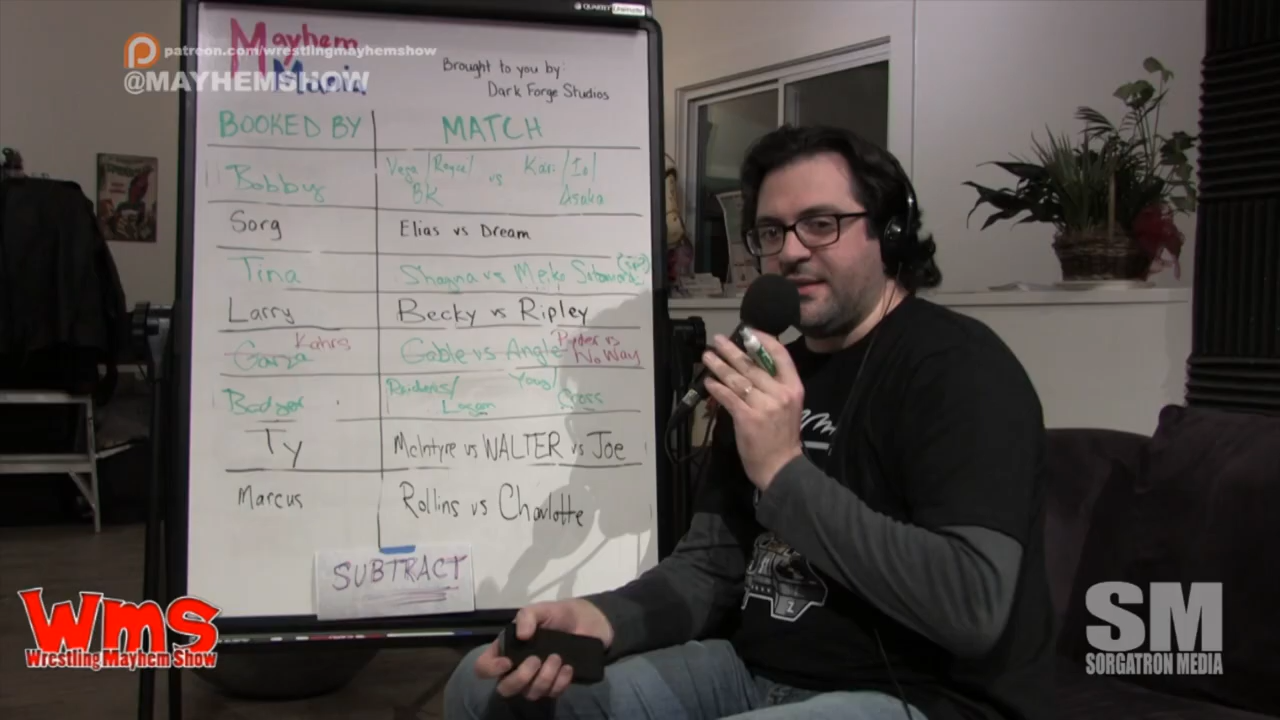 QUARTET
patreon.com/wrestlingmayhemshow
@MAYHEMSHOW
Mayhem
Mania
Brought to you by:
Dark Forge Studios
BOOKED BY MATCH
Bobby Vega/ / BK vs Kairi/Io/ Asuka
Sorg Elias vs Dream
Tina Shayna vs Meiko
Larry Becky vs Ripley
Garza Kahrs Gable vs Angle Ryder vs No Way
Badger Raiders/ Logan Young/ Cross
Ty McIntyre vs WALTER vs Joe
Marcus Rollins vs Charlotte
SUBTRACT
WMS
Wrestling Mayhem Show
SM
SORGATRON MEDIA